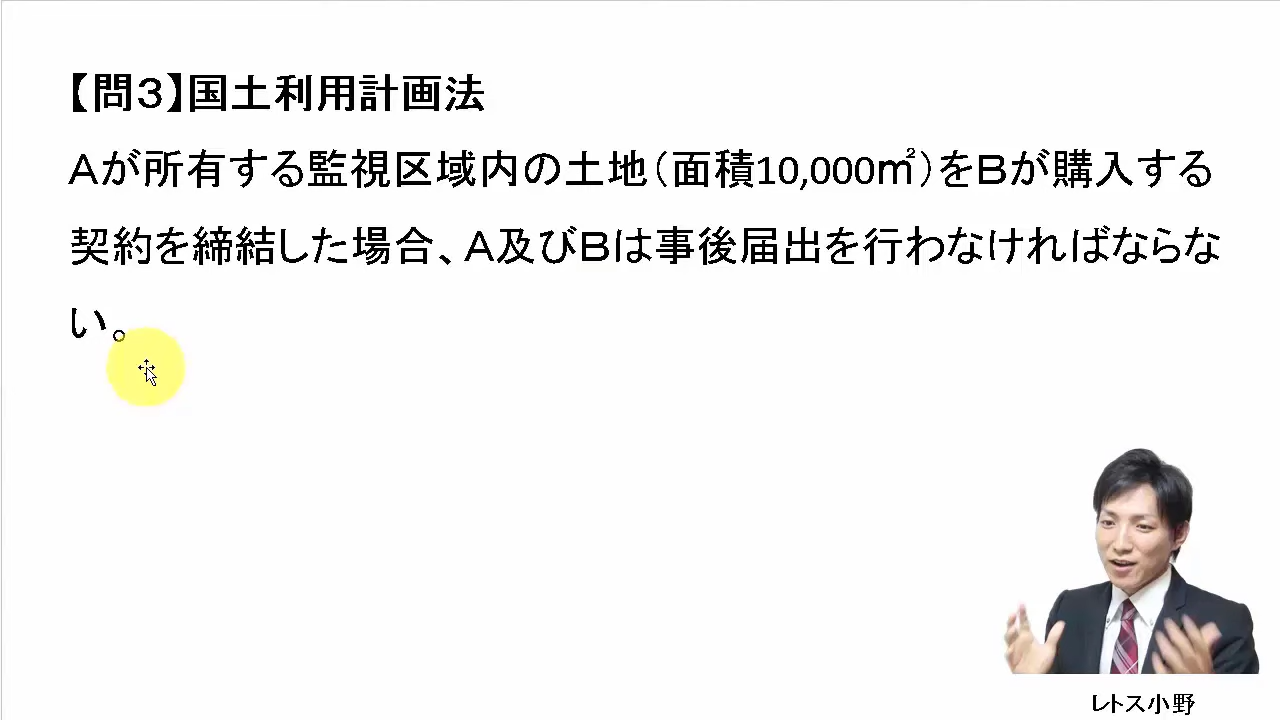 【問３】国土利用計画法
Ａが所有する監視区域内の土地（面積10,000㎡）をＢが購入する
契約を締結した場合、Ａ及びＢは事後届出を行わなければならな
い。
レトス小野